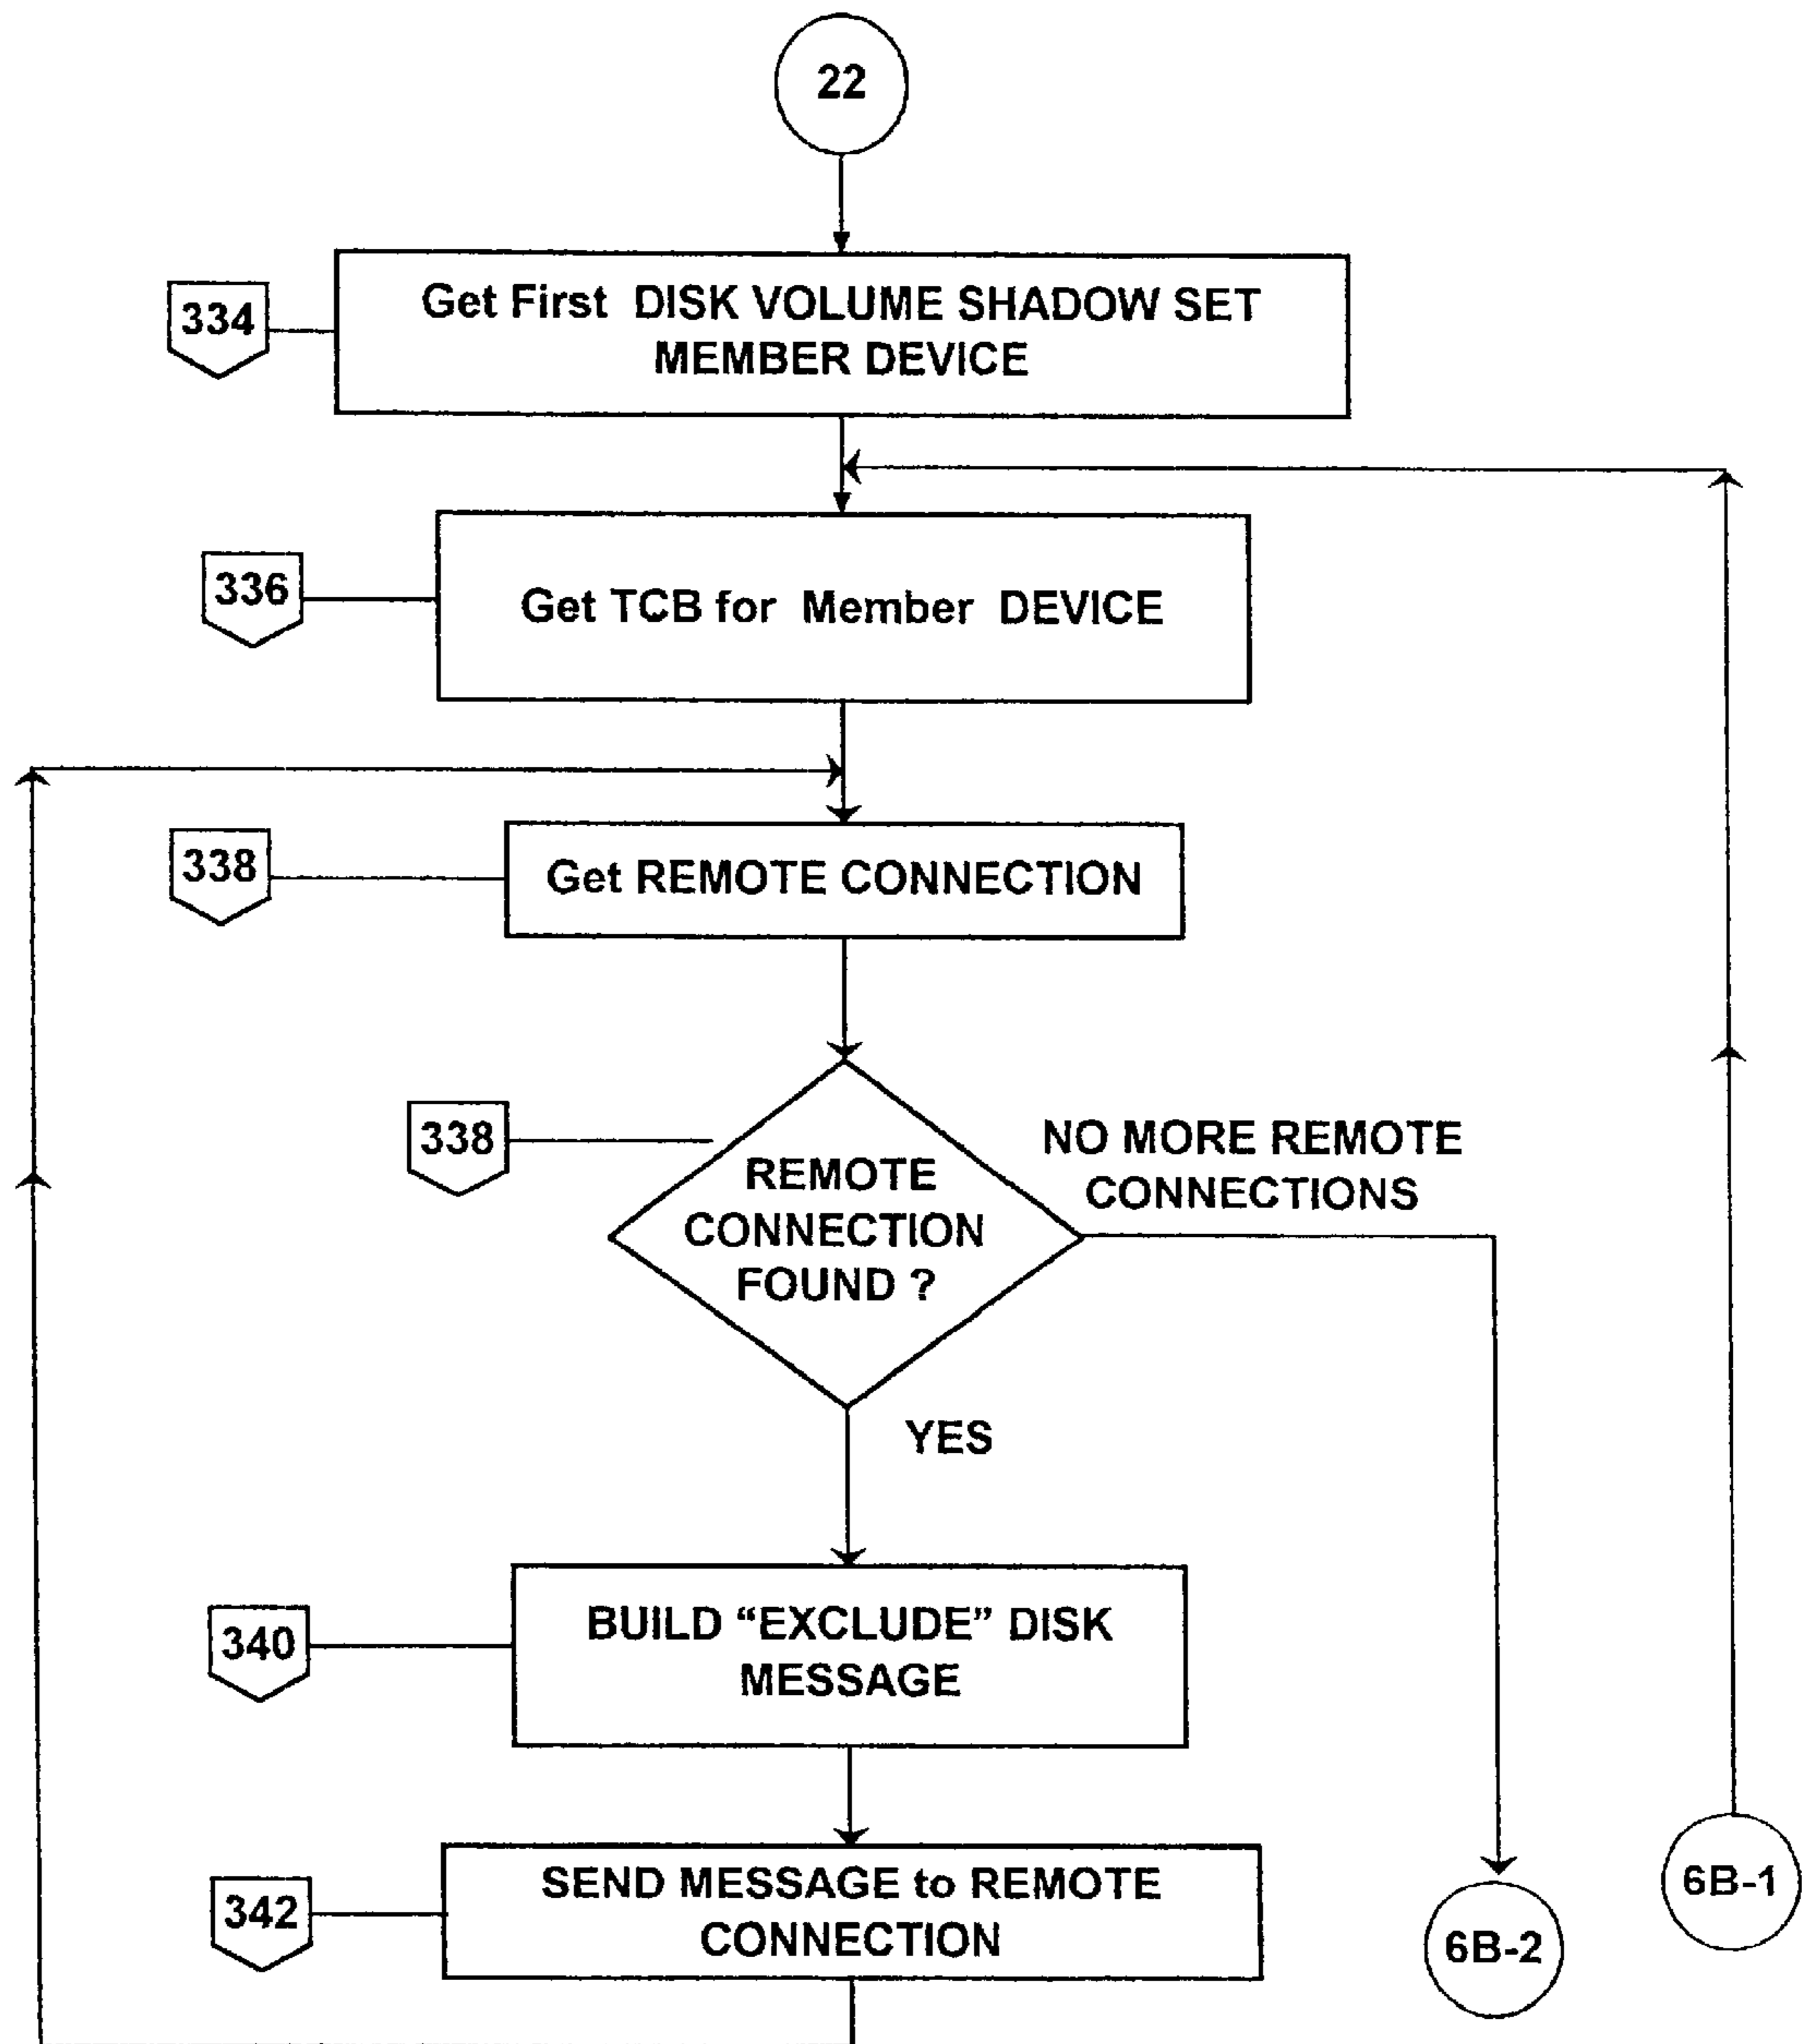 22
334
Get First DISK VOLUME SHADOW SET
MEMBER DEVICE
336
Get TCB for Member DEVICE
338
Get REMOTE CONNECTION
338
REMOTE
CONNECTION
FOUND ?
NO MORE REMOTE
CONNECTIONS
YES
340
BUILD “EXCLUDE” DISK
MESSAGE
342
SEND MESSAGE to REMOTE
CONNECTION
6B-2
6B-1